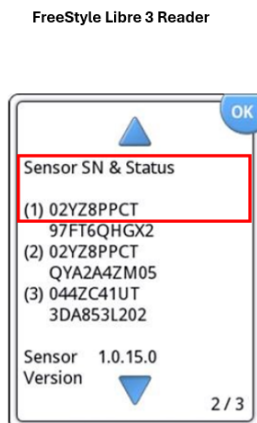 FreeStyle Libre 3 Reader
OK
Sensor SN & Status
(1) 02YZ8PPCT
97FT6QHGX2
(2) 02YZ8PPCT
QYA2A4ZM05
(3) 044ZC41UT
3DA853L202
Sensor 1.0.15.0
Version
2/3